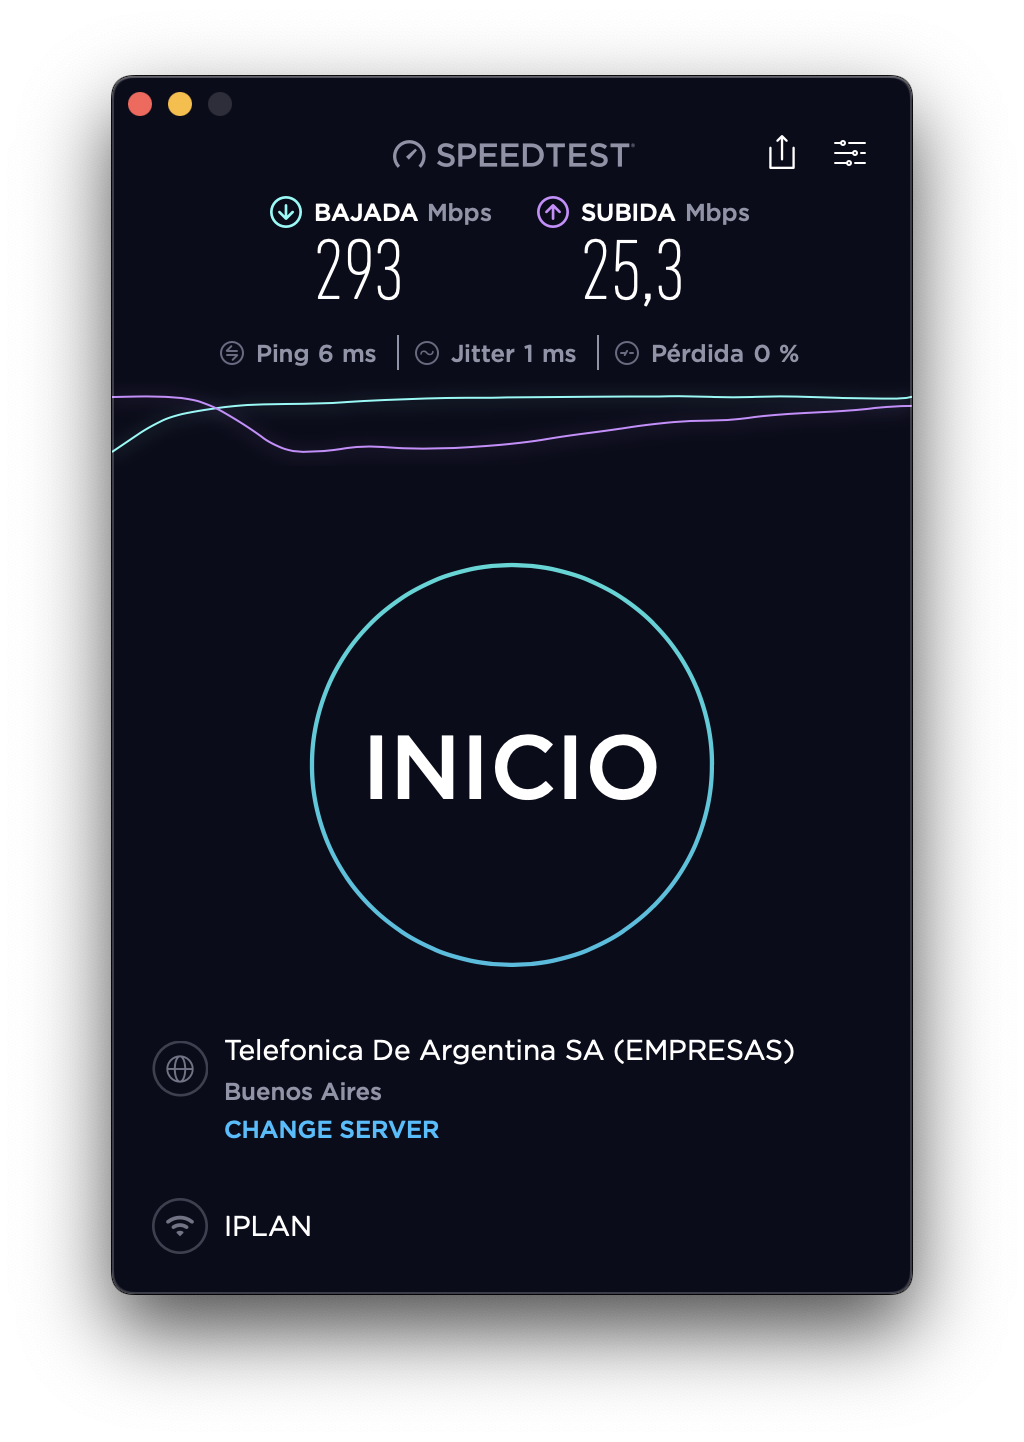 SPEEDTEST
BAJADA Mbps SUBIDA Mbps
293 25,3
Ping 6 ms Jitter 1 ms Pérdida 0 %
INICIO
Telefonica De Argentina SA (EMPRESAS)
Buenos Aires
CHANGE SERVER
IPLAN